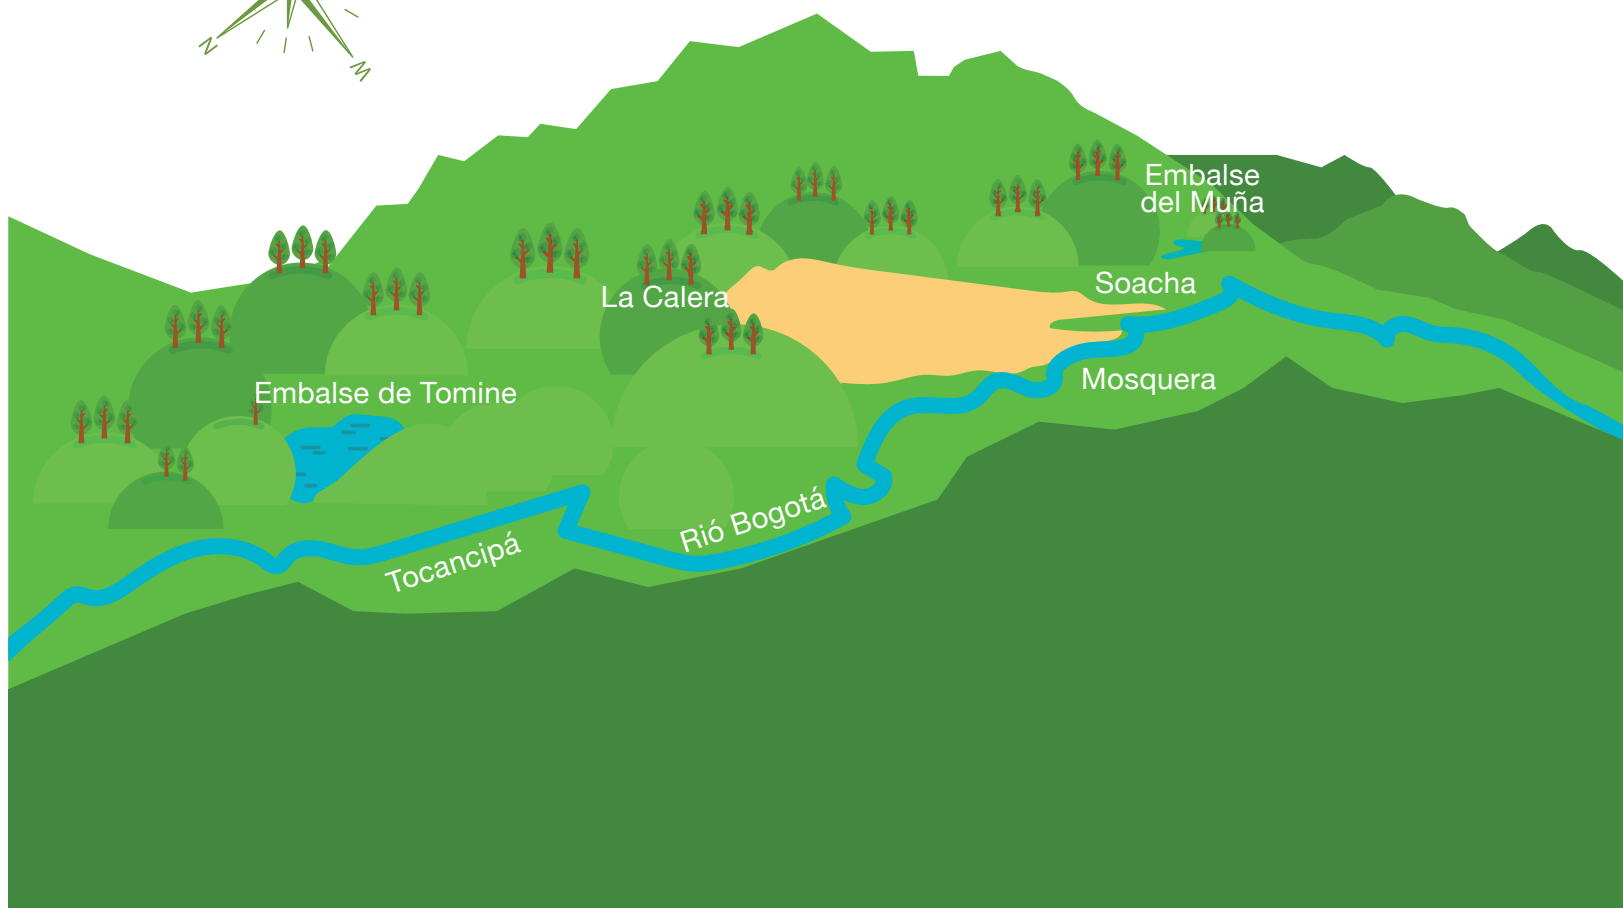 N
W
Embalse
del Muña
Soacha
La Calera
Mosquera
Embalse de Tomine
Rió Bogotá
Tocancipá